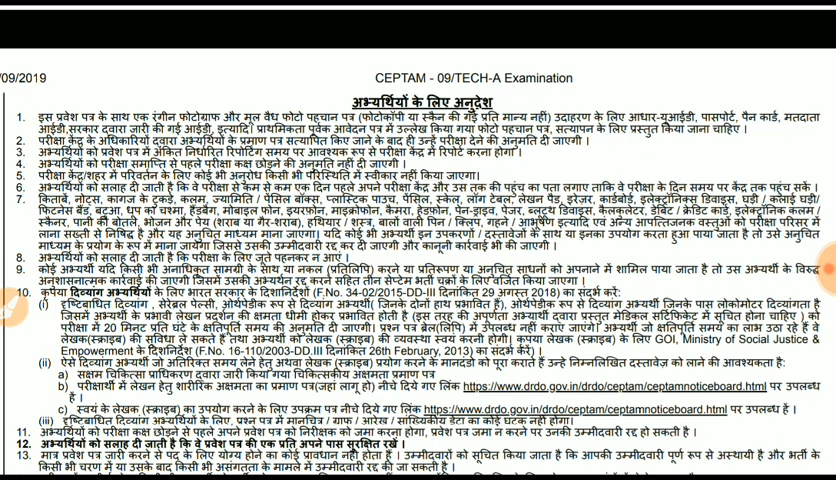 /09/2019
CEPTAM - 09/TECH-A Examination
अभ्यर्थियों के लिए अनुदेश
1. इस प्रवेश पत्र के साथ एक रंगीन फोटोग्राफ और मूल वैध फोटो पहचान पत्र (फोटोकॉपी या स्कैन की गई प्रति मान्य नहीं) उदाहरण के लिए आधार-यूआईडी, पासपोर्ट, पैन कार्ड, मतदाता
आईडी,सरकार द्वारा जारी की गई आईडी, इत्यादि। प्राथमिकता पूर्वक आवेदन पत्र में उल्लेख किया गया फोटो पहचान पत्र, सत्यापन के लिए प्रस्तुत किया जाना चाहिए ।
2. परीक्षा केंद्र के अधिकारियों द्वारा अभ्यर्थियों के प्रमाण पत्र सत्यापित किए जाने के बाद ही उन्हें परीक्षा देने की अनुमति दी जाएगी ।
3. अभ्यर्थियों को प्रवेश पत्र में अंकित निर्धारित रिपोर्टिंग समय पर आवश्यक रूप से परीक्षा केंद्र में रिपोर्ट करना होगा ।
4. अभ्यर्थियों को परीक्षा समाप्ति से पहले परीक्षा कक्ष छोड़ने की अनुमति नहीं दी जाएगी ।
5. परीक्षा केंद्र/शहर में परिवर्तन के लिए कोई भी अनुरोध किसी भी परिस्थिति में स्वीकार नहीं किया जाएगा।
6. अभ्यर्थियों को सलाह दी जाती है कि वे परीक्षा से कम से कम एक दिन पहले अपने परीक्षा केंद्र और उस तक की पहुंच का पता लगाए ताकि वे परीक्षा के दिन समय पर केंद्र तक पहुंच सकें ।
7. किताबें, नोट्स, कागज के टुकड़े, कलम, ज्यामिति / पेंसिल बॉक्स, प्लास्टिक पाउच, पेंसिल, स्केल, लॉग टेबल, लेखन पैड, इरेज़र, कार्डबोर्ड, इलेक्ट्रॉनिक्स डिवाइस, घड़ी / कलाई घड़ी/
फिटनेस बैंड, बटुआ, धूप का चश्मा, हैंडबैग, मोबाइल फोन, इयरफ़ोन, माइक्रोफोन, कैमरा, हेडफ़ोन, पेन-ड्राइव, पेजर, ब्लूटूथ डिवाइस, कैलकुलेटर, डेबिट / क्रेडिट कार्ड, इलेक्ट्रॉनिक कलम /
स्कैनर, पानी की बोतल, भोजन और पेय (शराब या गैर-शराब), हथियार / शस्त्र, बालों वाली पिन / क्लिप, गहने / आभूषण इत्यादि एवं अन्य आपत्तिजनक वस्तुओं को परीक्षा परिसर में
लाना सख्ती से निषिद्ध है और यह अनुचित माध्यम माना जाएगा। यदि कोई भी अभ्यर्थी इन उपकरणों / दस्तावेजों के साथ या इनका उपयोग करता हुआ पाया जाता है तो उसे अनुचित
माध्यम के प्रयोग के रूप में माना जायेगा जिससे उसकी उम्मीदवारी रद्द कर दी जाएगी और कानूनी कार्रवाई भी की जाएगी ।
8. अभ्यर्थियों को सलाह दी जाती है कि परीक्षा के लिए जूते पहनकर न आएं ।
9. कोई अभ्यर्थी यदि किसी भी अनाधिकृत सामग्री के साथ या नकल (प्रतिलिपि) करने या प्रतिरूपण या अनुचित साधनों को अपनाने में शामिल पाया जाता है तो उस अभ्यर्थी के विरुद्ध
अनुशासनात्मक कार्रवाई की जाएगी जिसमें उसकी अभ्यर्थन रद्द करने सहित तीन सेप्टेम भर्ती चक्रों के लिए वर्जित किया जाएगा ।
10. कृपया दिव्यांग अभ्यर्थियों के लिए भारत सरकार के दिशानिर्देशों (F.No. 34-02/2015-DD-III दिनांकित 29 अगस्त 2018) का संदर्भ करें:
(i) दृष्टिबाधित दिव्यांग , सेरेब्रल पेल्सी, ऑर्थपेडीक रूप से दिव्यांग अभ्यर्थी( जिनके दोनों हाथ प्रभावित हैं), ऑर्थपेडीक रूप से दिव्यांग अभ्यर्थी जिनके पास लोकोमोटर दिव्यांगता है
जिसमें अभ्यर्थी के प्रभावी लेखन प्रदर्शन की क्षमता धीमी होकर प्रभावित होती है (इस तरह की अपूर्णता अभ्यार्थी द्वारा प्रस्तुत मेडिकल सर्टिफिकेट में सूचित होना चाहिए ) को
परीक्षा में 20 मिनट प्रति घंटे के क्षतिपूर्ति समय की अनुमति दी जाएगी। प्रश्न पत्र ब्रेल(लिपि) में उपलब्ध नहीं कराए जाएंगे। अभ्यर्थी जो क्षतिपूर्ति समय का लाभ उठा रहे हैं वे
लेखक(स्क्राइब) की सुविधा ले सकते हैं तथा अभ्यर्थी को लेखक (स्क्राइब) की व्यवस्था स्वयं करनी होगी। कृपया लेखक (स्क्राइब) के लिए GOI, Ministry of Social Justice &
Empowerment के दिशानिर्देश (F.No. 16-110/2003-DD.III दिनांकित 26th February, 2013) का संदर्भ करें) ।
(ii) ऐसे दिव्यांग अभ्यर्थी जो अतिरिक्त समय लेने हेतु अथवा लेखक (स्क्राइब) प्रयोग करने के मानदंडों को पूरा कराते हैं उन्हें निम्नलिखित दस्तावेज़ को लाने की आवश्यकता है:
a) सक्षम चिकित्सा प्राधिकरण द्वारा जारी किया गया चिकित्सकीय अक्षमता प्रमाण पत्र
b) परीक्षार्थी में लेखन हेतु शारीरिक अक्षमता का प्रमाण पत्र(जहां लागू हो) नीचे दिये गए लिंक https://www.drdo.gov.in/drdo/ceptam/ceptamnoticeboard.html पर उपलब्ध
हैं ।
c) स्वयं के लेखक (स्क्राइब) का उपयोग करने के लिए उपक्रम पत्र नीचे दिए गए लिंक https://www.drdo.gov.in/drdo/ceptam/ceptamnoticeboard.html पर उपलब्ध हैं ।
(iii) दृष्टिबाधित दिव्यांग अभ्यर्थियों के लिए, प्रश्न पत्र में मानचित्र / ग्राफ / आरेख / सांख्यिकीय डेटा का कोई घटक नहीं होगा।
11. अभ्यर्थियों को परीक्षा कक्ष छोड़ने से पहले अपने प्रवेश को निरीक्षक को जमा करना होगा, प्रवेश पत्र जमा न करने पर उनकी उम्मीदवारी रद्द हो सकती है ।
12. अभ्यर्थियों को सलाह दी जाती है की वे प्रवेश पत्र की एक प्रति अपने पास सुरक्षित रखें ।
13. मात्र प्रवेश पत्र जारी करने से पद के लिए योग्य होने का कोई प्रावधान नहीं होता है । उम्मीदवारों को सूचित किया जाता है कि आपकी उम्मीदवारी पूर्ण रूप से अस्थायी है और भर्ती के
किसी भी चरण में या उसके बाद किसी भी असंगतता के मामले में उम्मीदवारी रद्द की जा सकती है ।